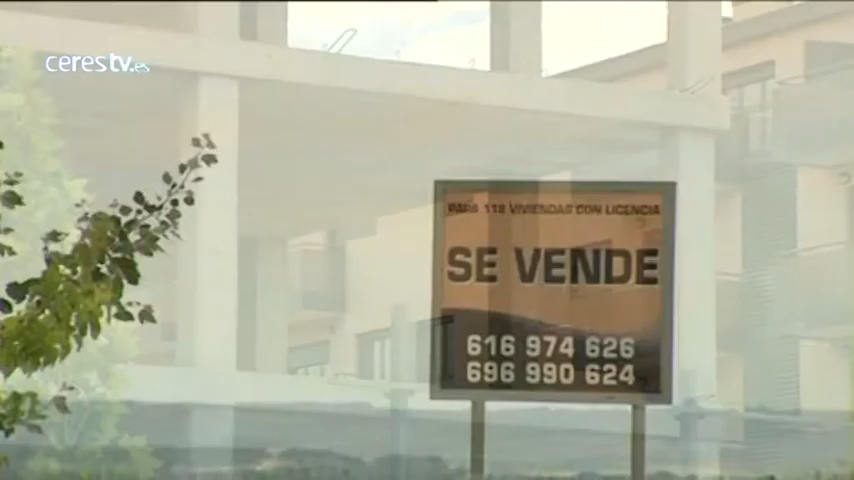 cerestv.es
PARA 118 VIVIENDAS CON LICENCIA
SE VENDE
616 974 626
696 990 624